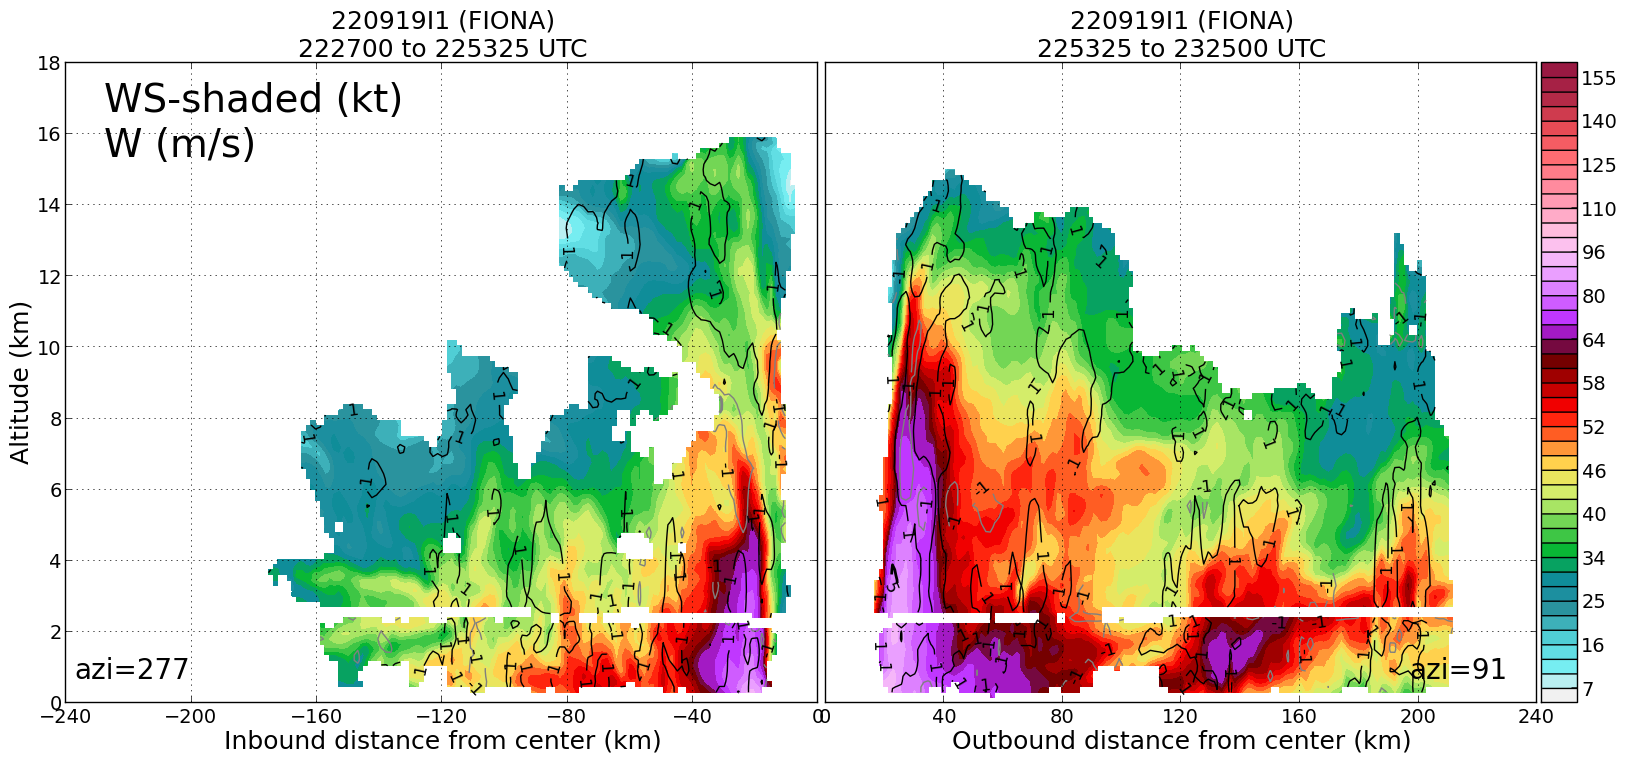 220919I1 (FIONA)
222700 to 225325 UTC
220919I1 (FIONA)
225325 to 232500 UTC
WS-shaded (kt)
W (m/s)
18
16
14
12
10
8
6
4
2
0
Altitude (km)
azi=277
azi=91
155
140
125
110
96
80
64
58
52
46
40
34
25
16
7
−240 −200 −160 −120 −80 −40 0
0 40 80 120 160 200 240
Inbound distance from center (km)
Outbound distance from center (km)